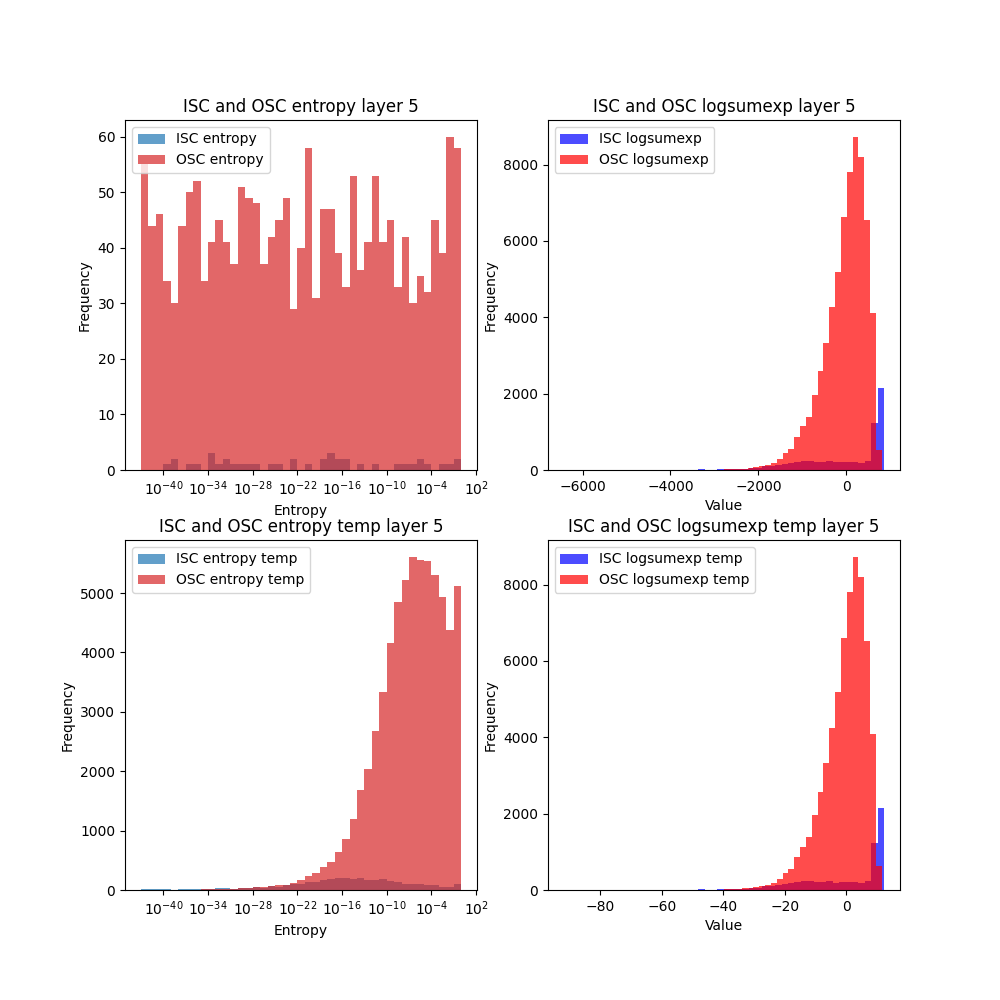 ISC and OSC entropy layer 5
ISC entropy
OSC entropy
60
50
40
30
20
10
0
Frequency
10^-40 10^-34 10^-28 10^-22 10^-16 10^-10 10^-4 10^2
Entropy
ISC and OSC logsumexp layer 5
ISC logsumexp
OSC logsumexp
8000
6000
4000
2000
0
Frequency
−6000 −4000 −2000 0
Value
ISC and OSC entropy temp layer 5
ISC entropy temp
OSC entropy temp
5000
4000
3000
2000
1000
0
Frequency
10^-40 10^-34 10^-28 10^-22 10^-16 10^-10 10^-4 10^2
Entropy
ISC and OSC logsumexp temp layer 5
ISC logsumexp temp
OSC logsumexp temp
8000
6000
4000
2000
0
Frequency
−80 −60 −40 −20 0
Value